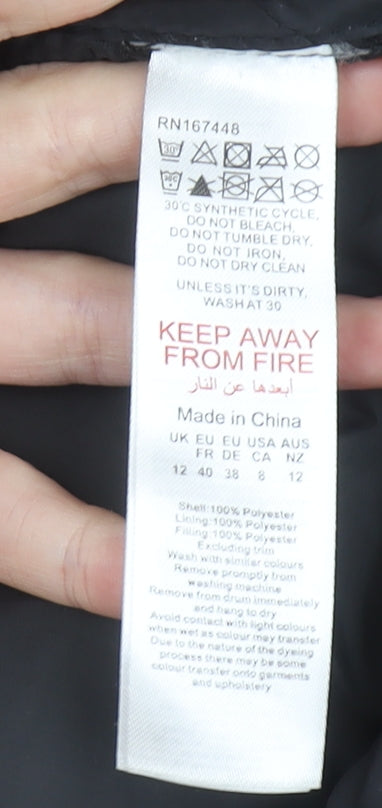 RN167448
30°C SYNTHETIC CYCLE,
DO NOT BLEACH,
DO NOT TUMBLE DRY,
DO NOT IRON,
DO NOT DRY CLEAN
UNLESS IT'S DIRTY,
WASH AT 30
KEEP AWAY
FROM FIRE
أبعدها عن النار
Made in China
UK EU EU USA AUS
FR DE CA NZ
12 40 38 8 12
Shell:100% Polyester
Lining:100% Polyester
Filling:100% Polyester
Excluding trim
Wash with similar colours
Remove promptly from
washing machine
Remove from drum immediately
and hang to dry
Avoid contact with light colours
when wet as colour may transfer
Due to the nature of the dyeing
process there may be some
colour transfer onto garments
and upholstery